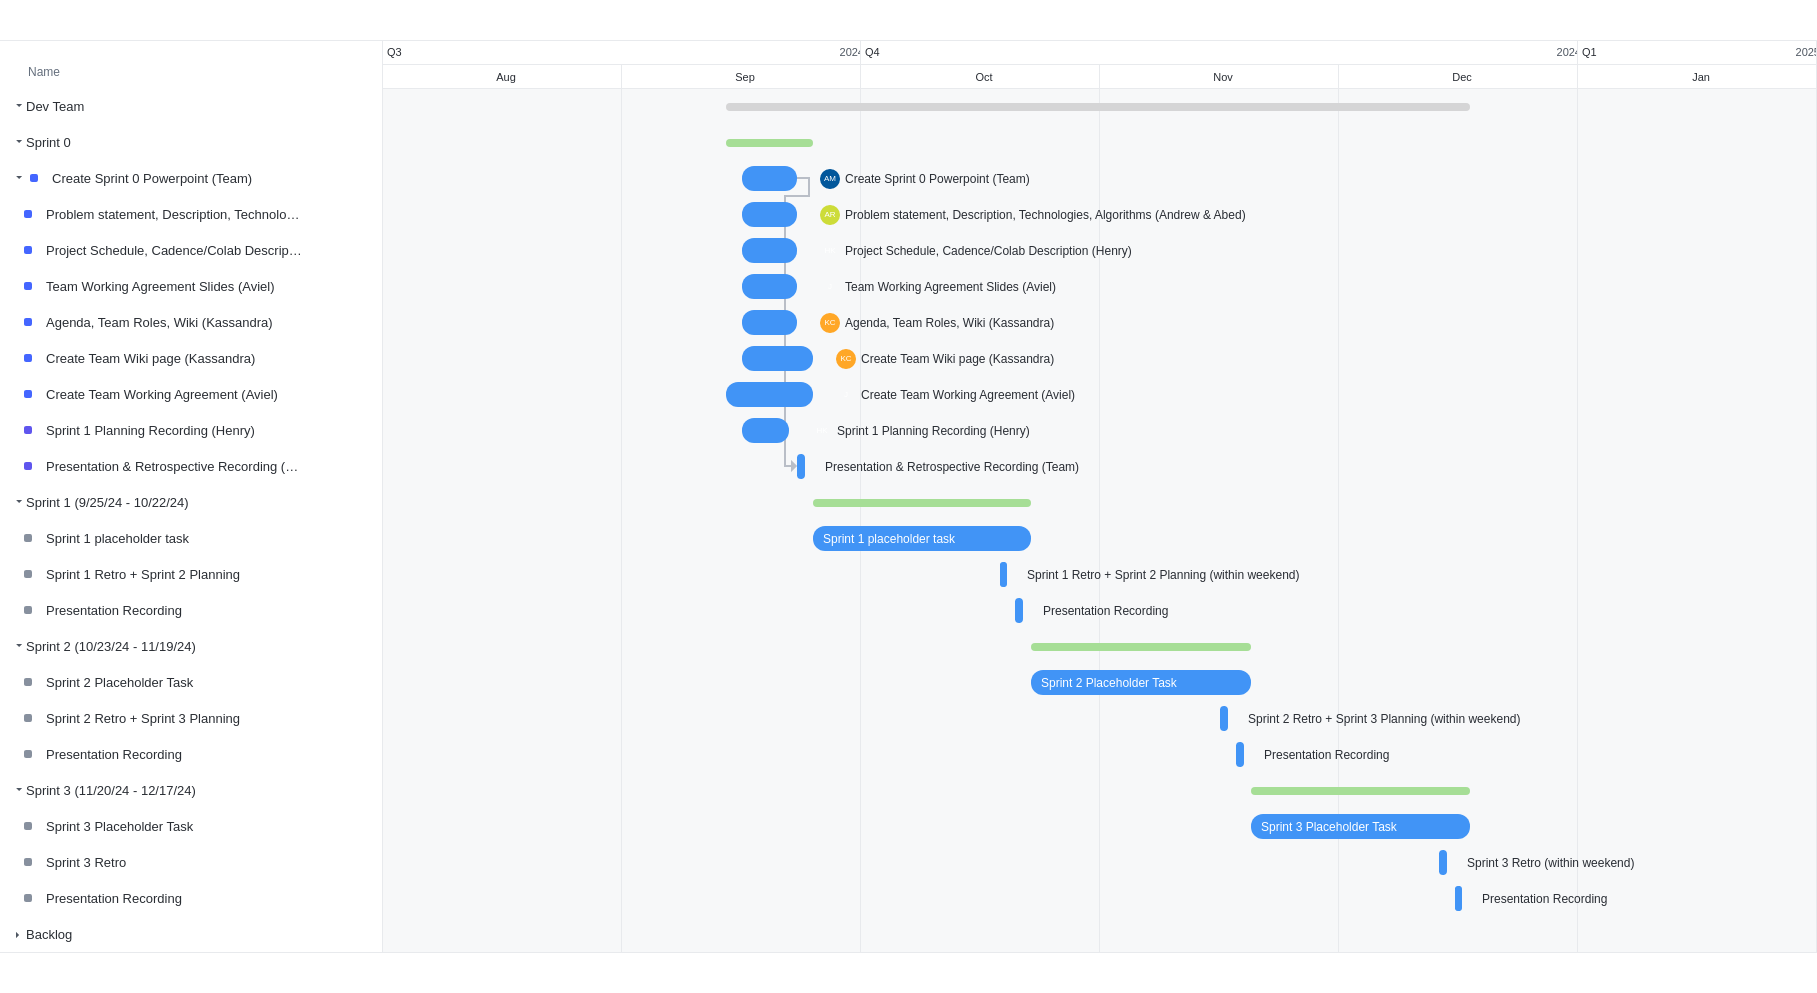 Q3 2024 Q4 2024 Q1 2025
Name
Aug Sep Oct Nov Dec Jan
Dev Team
Sprint 0
Create Sprint 0 Powerpoint (Team) AM Create Sprint 0 Powerpoint (Team)
Problem statement, Description, Technolo… AR Problem statement, Description, Technologies, Algorithms (Andrew & Abed)
Project Schedule, Cadence/Colab Descrip… Project Schedule, Cadence/Colab Description (Henry)
Team Working Agreement Slides (Aviel) Team Working Agreement Slides (Aviel)
Agenda, Team Roles, Wiki (Kassandra) KC Agenda, Team Roles, Wiki (Kassandra)
Create Team Wiki page (Kassandra) KC Create Team Wiki page (Kassandra)
Create Team Working Agreement (Aviel) Create Team Working Agreement (Aviel)
Sprint 1 Planning Recording (Henry) Sprint 1 Planning Recording (Henry)
Presentation & Retrospective Recording (… Presentation & Retrospective Recording (Team)
Sprint 1 (9/25/24 - 10/22/24)
Sprint 1 placeholder task Sprint 1 placeholder task
Sprint 1 Retro + Sprint 2 Planning Sprint 1 Retro + Sprint 2 Planning (within weekend)
Presentation Recording Presentation Recording
Sprint 2 (10/23/24 - 11/19/24)
Sprint 2 Placeholder Task Sprint 2 Placeholder Task
Sprint 2 Retro + Sprint 3 Planning Sprint 2 Retro + Sprint 3 Planning (within weekend)
Presentation Recording Presentation Recording
Sprint 3 (11/20/24 - 12/17/24)
Sprint 3 Placeholder Task Sprint 3 Placeholder Task
Sprint 3 Retro Sprint 3 Retro (within weekend)
Presentation Recording Presentation Recording
Backlog